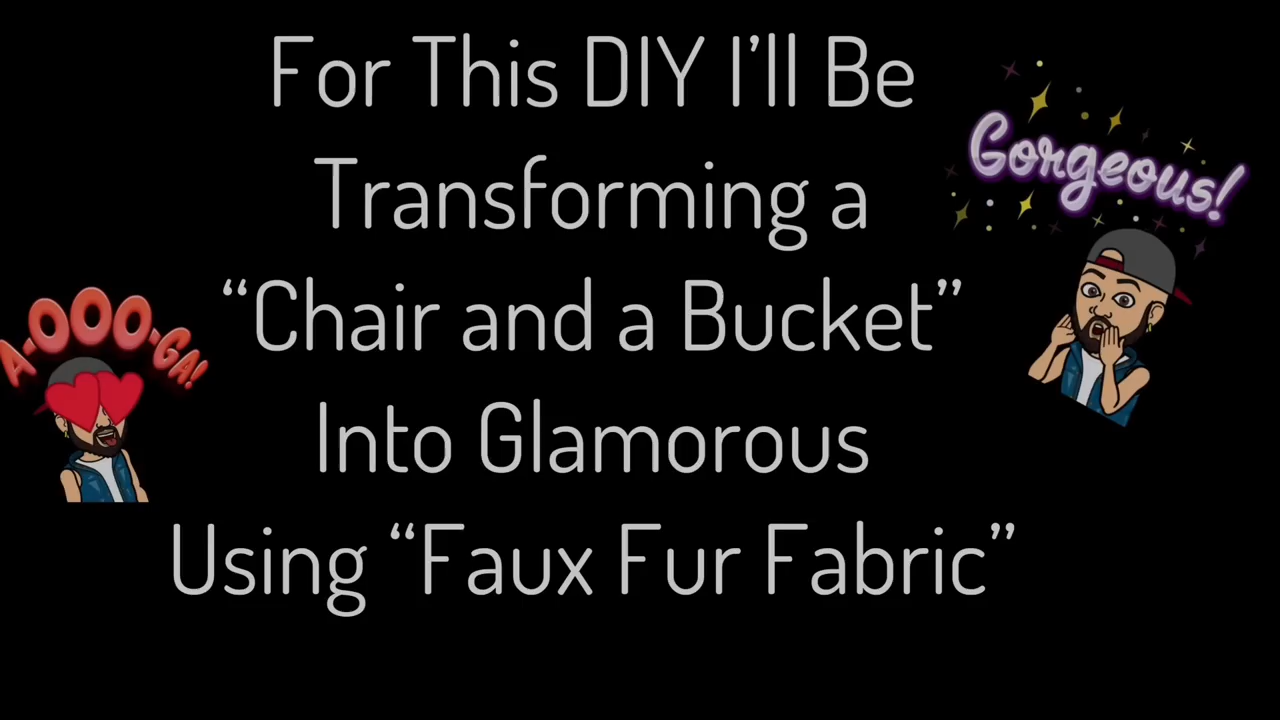 For This DIY I’ll Be
Transforming a
“Chair and a Bucket”
Into Glamorous
Using “Faux Fur Fabric”
Gorgeous!
A-OOO-GA!